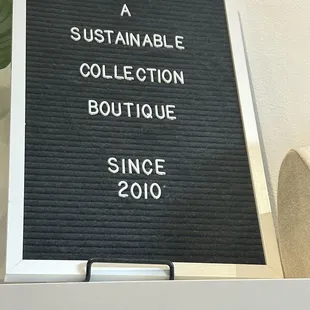 A
SUSTAINABLE
COLLECTION
BOUTIQUE
SINCE
2010